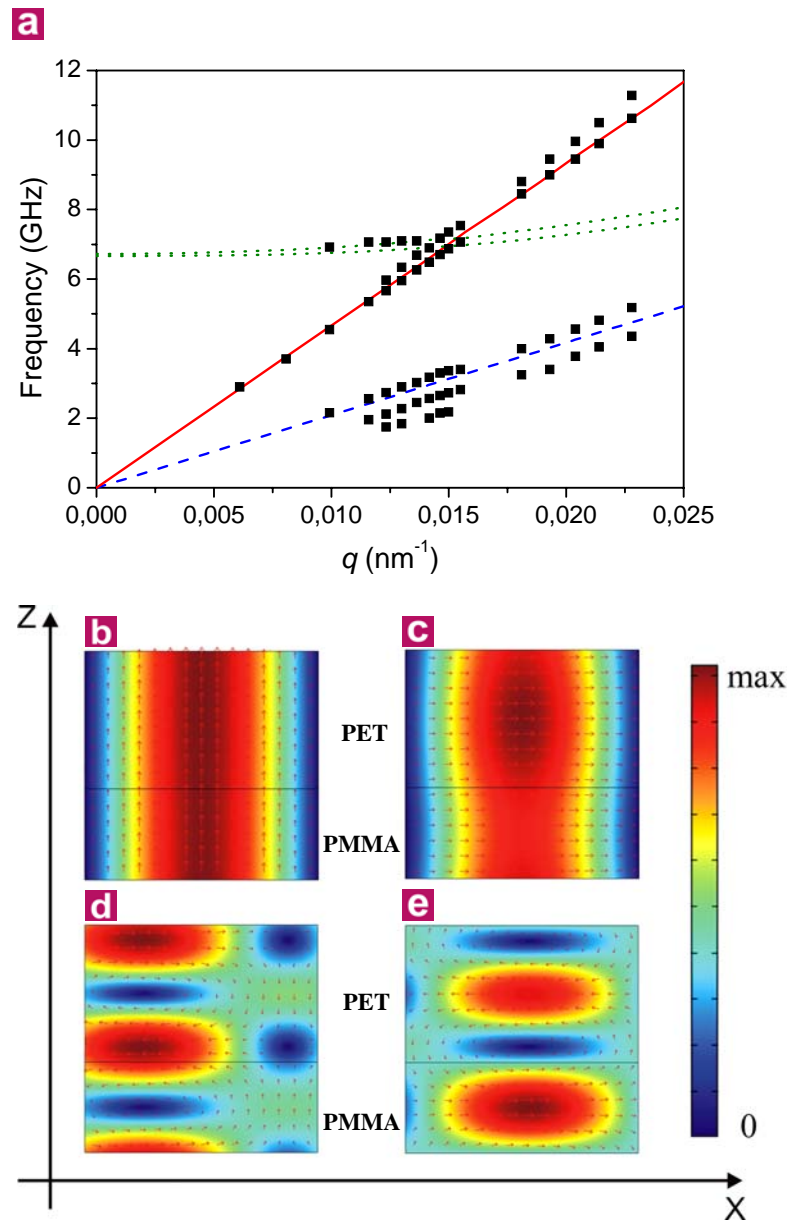 a
12
10
8
6
4
2
0
Frequency (GHz)
0,000 0,005 0,010 0,015 0,020 0,025
q (nm⁻¹)
Z
b
c
PET
PMMA
max
d
e
PET
PMMA
0
X